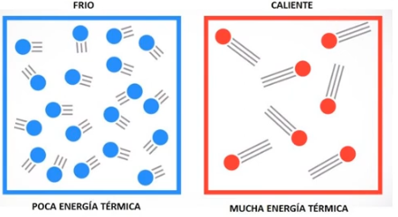 FRIO
CALIENTE
POCA ENERGÍA TÉRMICA
MUCHA ENERGÍA TÉRMICA